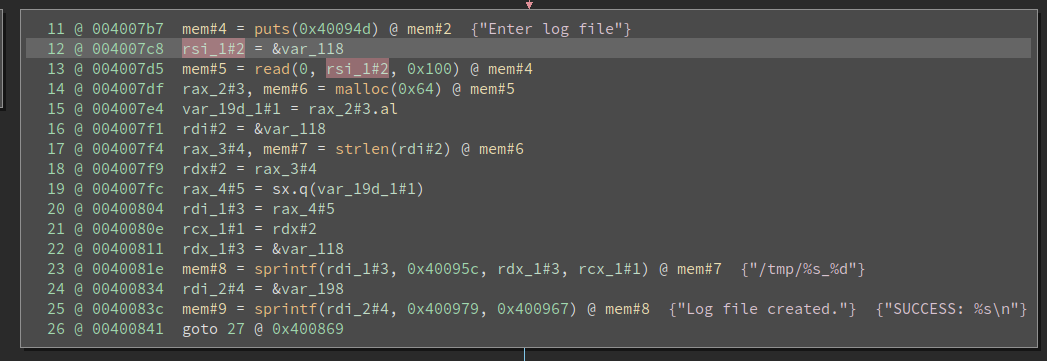 11 @ 004007b7  mem#4 = puts(0x40094d) @ mem#2  {"Enter log file"}
12 @ 004007c8  rsi_1#2 = &var_118
13 @ 004007d5  mem#5 = read(0, rsi_1#2, 0x100) @ mem#4
14 @ 004007df  rax_2#3, mem#6 = malloc(0x64) @ mem#5
15 @ 004007e4  var_19d_1#1 = rax_2#3.al
16 @ 004007f1  rdi#2 = &var_118
17 @ 004007f4  rax_3#4, mem#7 = strlen(rdi#2) @ mem#6
18 @ 004007f9  rdx#2 = rax_3#4
19 @ 004007fc  rax_4#5 = sx.q(var_19d_1#1)
20 @ 00400804  rdi_1#3 = rax_4#5
21 @ 0040080e  rcx_1#1 = rdx#2
22 @ 00400811  rdx_1#3 = &var_118
23 @ 0040081e  mem#8 = sprintf(rdi_1#3, 0x40095c, rdx_1#3, rcx_1#1) @ mem#7  {"/tmp/%s_%d"}
24 @ 00400834  rdi_2#4 = &var_198
25 @ 0040083c  mem#9 = sprintf(rdi_2#4, 0x400979, 0x400967) @ mem#8  {"Log file created."}  {"SUCCESS: %s\n"}
26 @ 00400841  goto 27 @ 0x400869